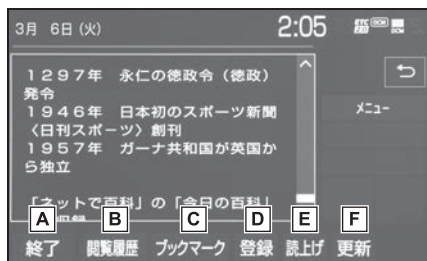 3月 6日(火)
2:05
1297年 永仁の徳政令(徳政)
発令
1946年 日本初のスポーツ新聞
〈日刊スポーツ〉創刊
1957年 ガーナ共和国が英国か
ら独立
「ネットで百科」の「今日の百科」
メニュー
A B C D E F
終了 閲覧履歴 ブックマーク 登録 読上げ 更新